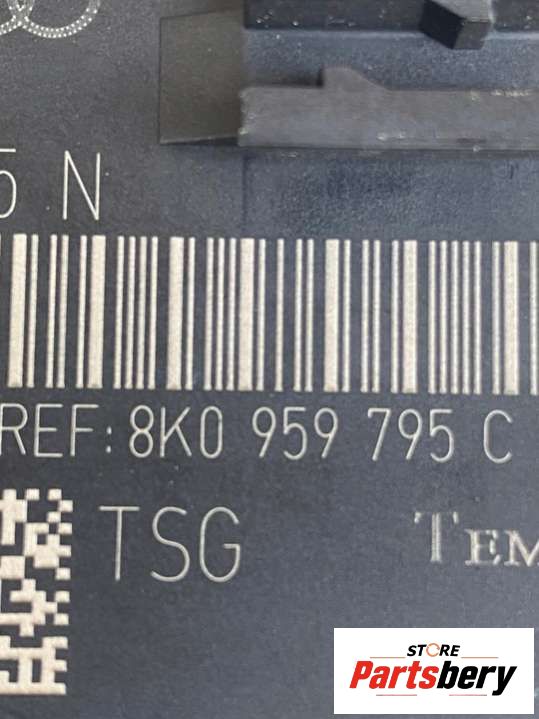 5 N
REF: 8K0 959 795 C
TSG
TEM
STORE
Partsbery